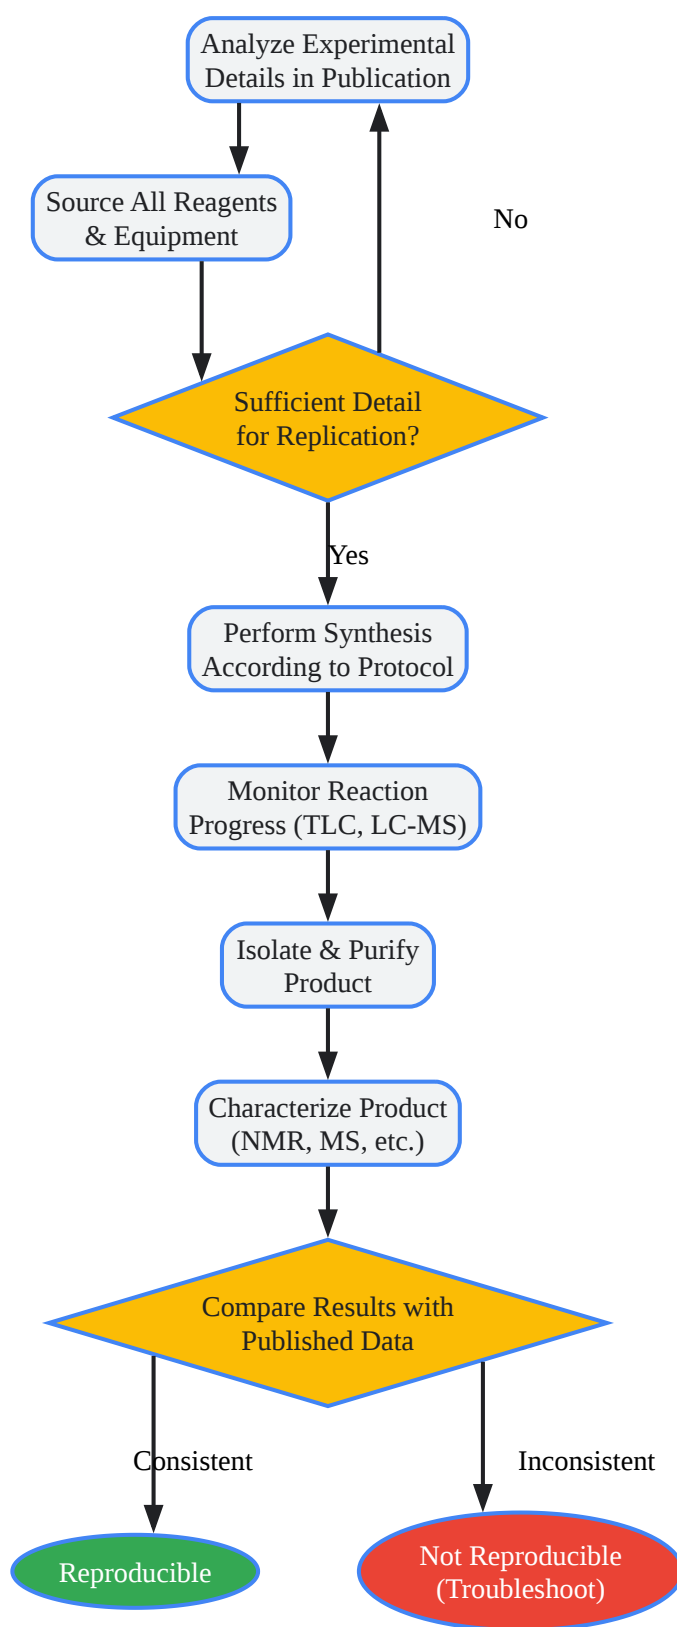 Analyze Experimental
Details in Publication
Source All Reagents
& Equipment
No
Sufficient Detail
for Replication?
Yes
Perform Synthesis
According to Protocol
Monitor Reaction
Progress (TLC, LC-MS)
Isolate & Purify
Product
Characterize Product
(NMR, MS, etc.)
Compare Results with
Published Data
Consistent
Inconsistent
Reproducible
Not Reproducible
(Troubleshoot)